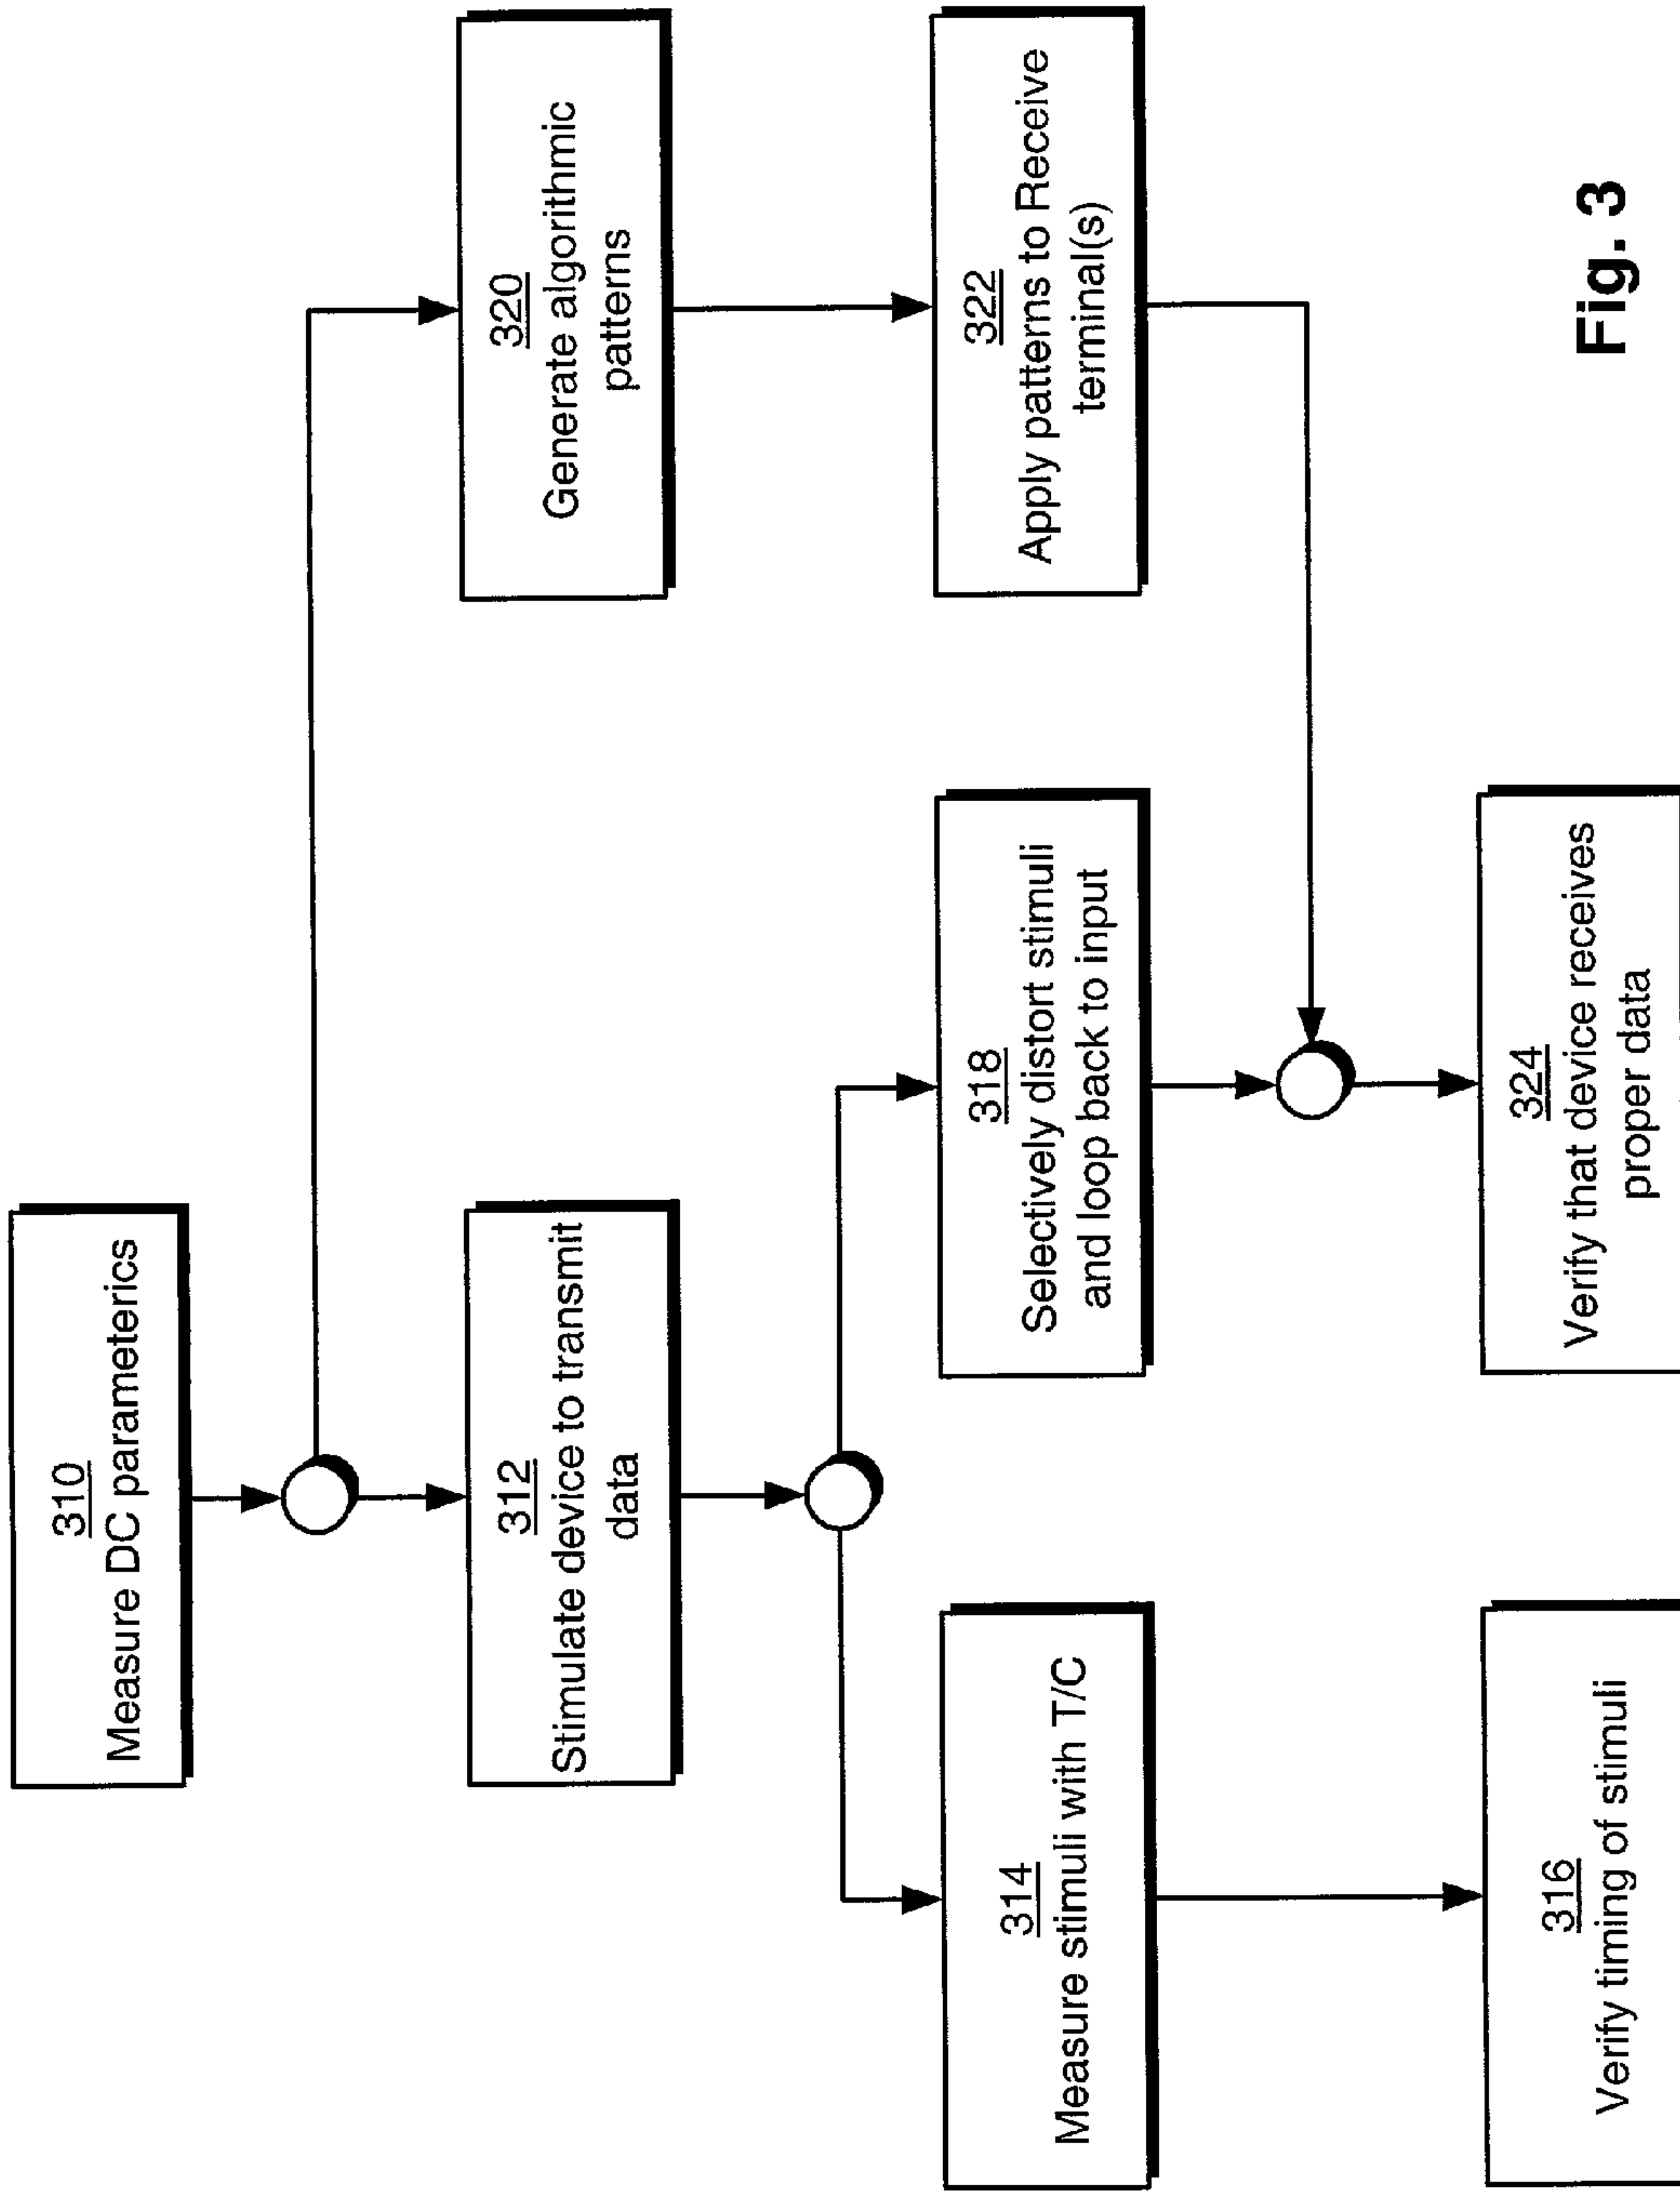 310
Measure DC parameterics
312
Stimulate device to transmit
data
320
Generate algorithmic
patterns
314
Measure stimuli with T/C
318
Selectively distort stimuli
and loop back to input
322
Apply patterns to Receive
terminal(s)
316
Verify timing of stimuli
324
Verify that device receives
proper data
Fig. 3